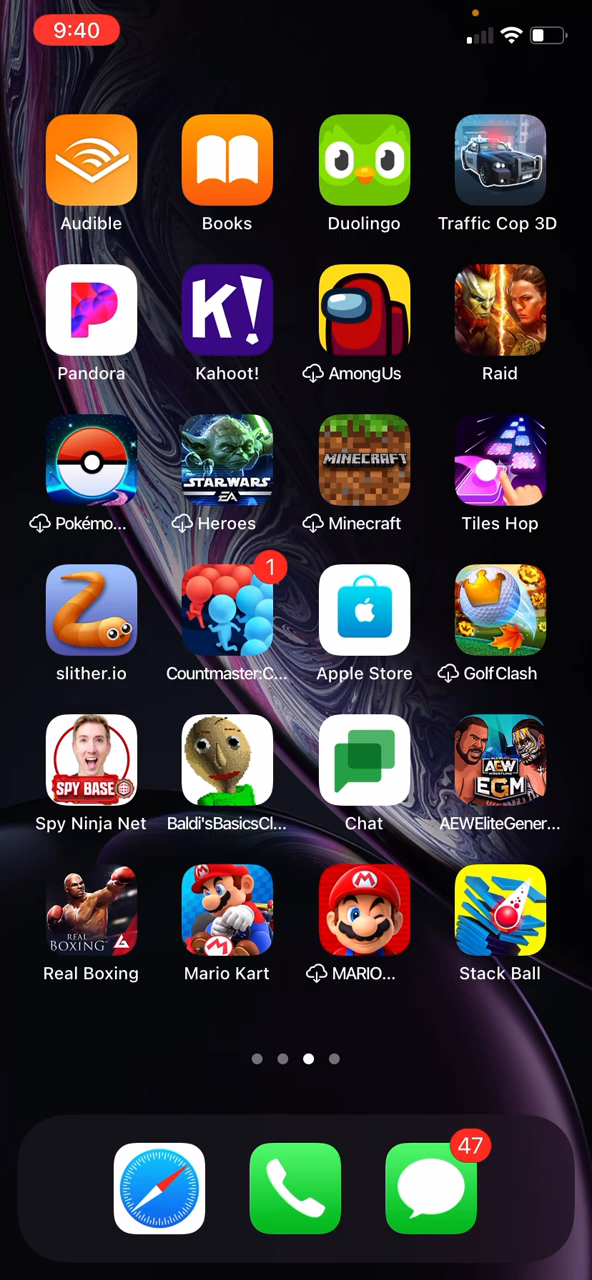 9:40
Audible
Books
Duolingo
Traffic Cop 3D
K!
Pandora
Kahoot!
AmongUs
Raid
STAR WARS
EA
MINECRAFT
Pokémo...
Heroes
Minecraft
Tiles Hop
1
slither.io
Countmaster:C...
Apple Store
GolfClash
SPY BASE
AEW
WRESTLING
EGM
Spy Ninja Net
Baldi'sBasicsCl...
Chat
AEWEliteGener...
REAL
BOXING
M
M
M
Real Boxing
Mario Kart
MARIO...
Stack Ball
47